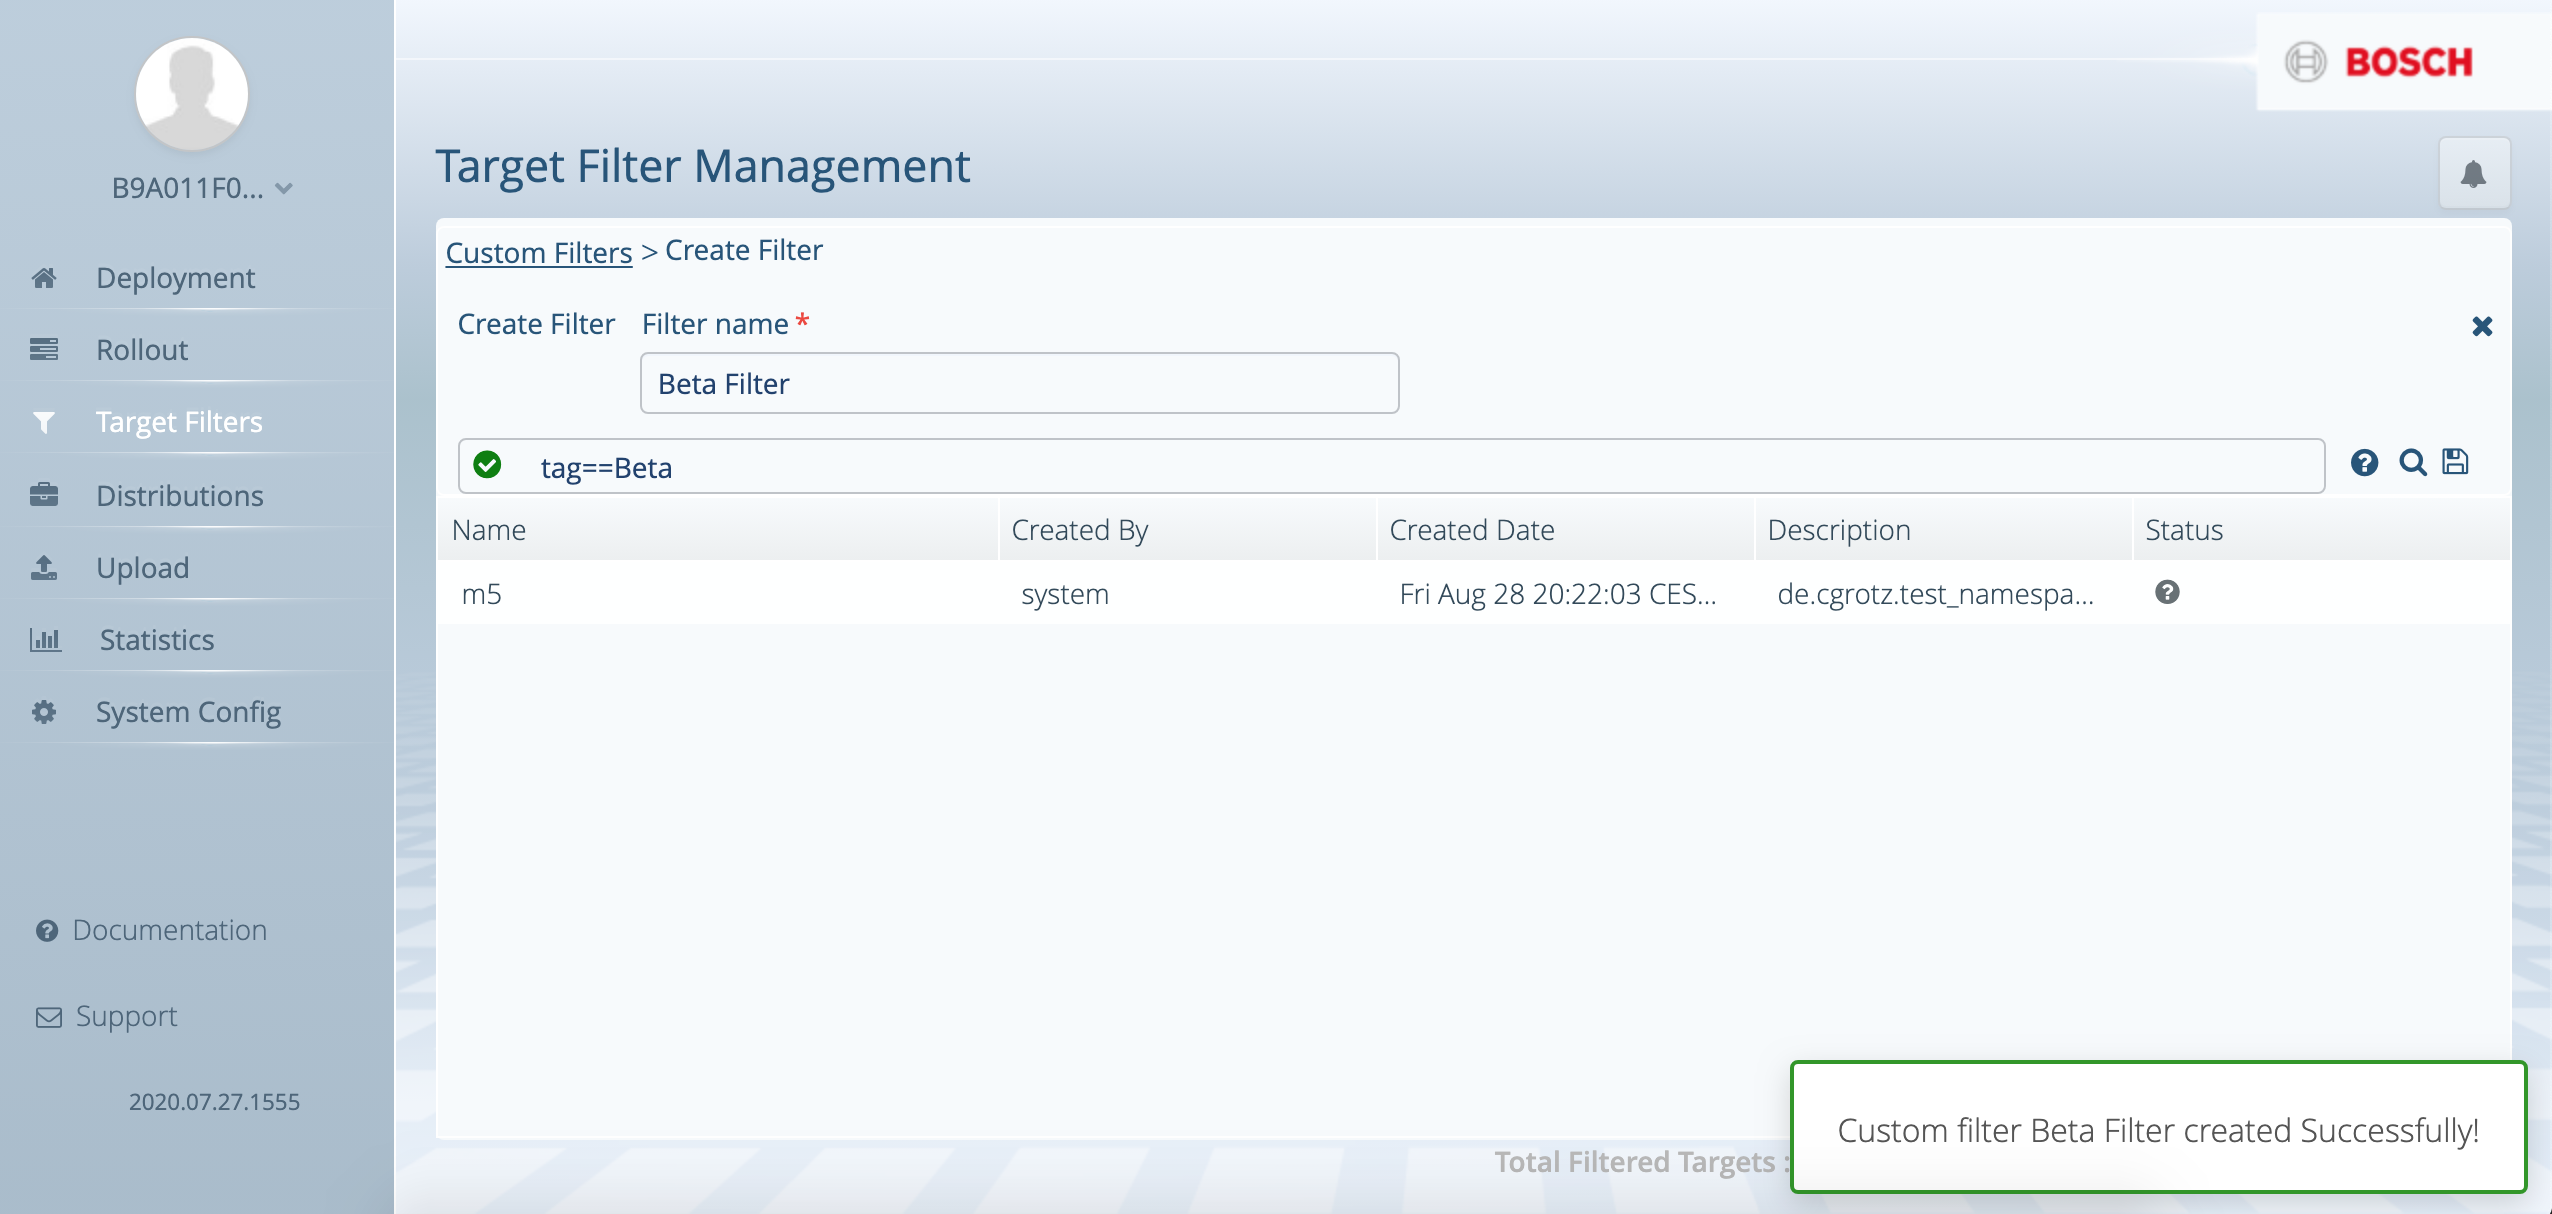 B9A011F0...
Deployment
Rollout
Target Filters
Distributions
Upload
Statistics
System Config
Documentation
Support
2020.07.27.1555
BOSCH
Target Filter Management
Custom Filters > Create Filter
Create Filter Filter name *
Beta Filter
tag==Beta
Name Created By Created Date Description Status
m5 system Fri Aug 28 20:22:03 CES... de.cgrotz.test_namespa...
Custom filter Beta Filter created Successfully!
Total Filtered Targets :